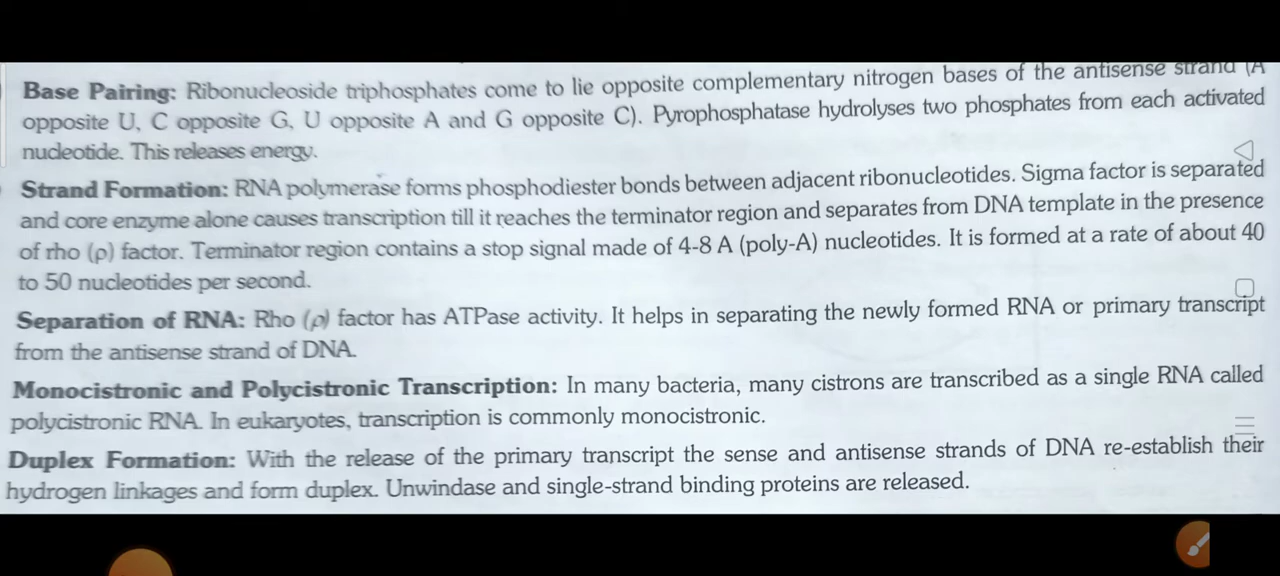 Base Pairing: Ribonucleoside triphosphates come to lie opposite complementary nitrogen bases of the antisense strand (A
opposite U, C opposite G, U opposite A and G opposite C). Pyrophosphatase hydrolyses two phosphates from each activated
nucleotide. This releases energy.
Strand Formation: RNA polymerase forms phosphodiester bonds between adjacent ribonucleotides. Sigma factor is separated
and core enzyme alone causes transcription till it reaches the terminator region and separates from DNA template in the presence
of rho (ρ) factor. Terminator region contains a stop signal made of 4-8 A (poly-A) nucleotides. It is formed at a rate of about 40
to 50 nucleotides per second.
Separation of RNA: Rho (ρ) factor has ATPase activity. It helps in separating the newly formed RNA or primary transcript
from the antisense strand of DNA.
Monocistronic and Polycistronic Transcription: In many bacteria, many cistrons are transcribed as a single RNA called
polycistronic RNA. In eukaryotes, transcription is commonly monocistronic.
Duplex Formation: With the release of the primary transcript the sense and antisense strands of DNA re-establish their
hydrogen linkages and form duplex. Unwindase and single-strand binding proteins are released.